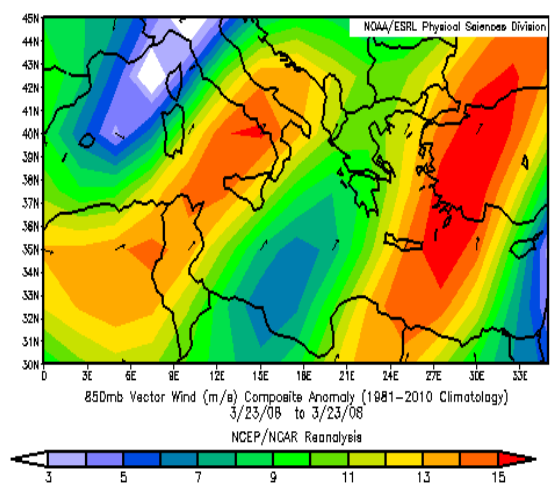 NOAA/ESRL Physical Sciences Division
45N
44N
43N
42N
41N
40N
39N
38N
37N
36N
35N
34N
33N
32N
31N
30N
0 3E 6E 9E 12E 15E 18E 21E 24E 27E 30E 33E
850mb Vector Wind (m/s) Composite Anomaly (1981-2010 Climatology)
3/23/08 to 3/23/08
NCEP/NCAR Reanalysis
3 5 7 9 11 13 15